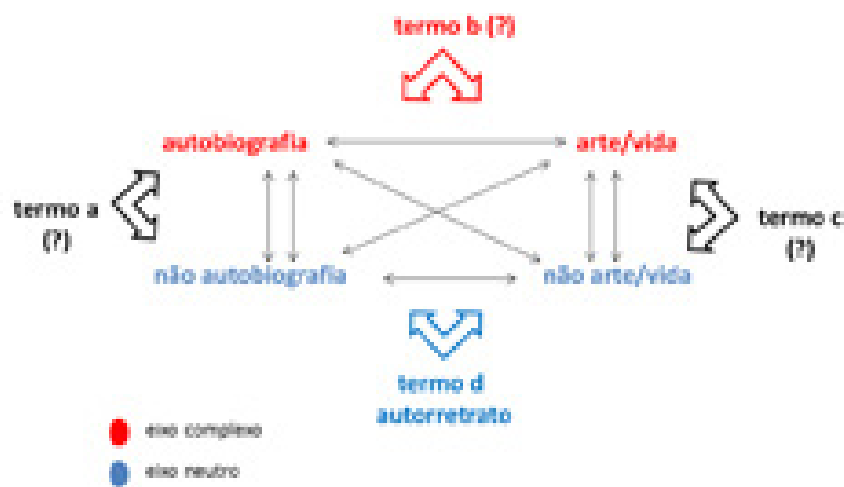 termo b (?)
autobiografia
arte/vida
termo a
(?)
termo c
(?)
não autobiografia
não arte/vida
termo d
autorretrato
eixo complexo
eixo neutro